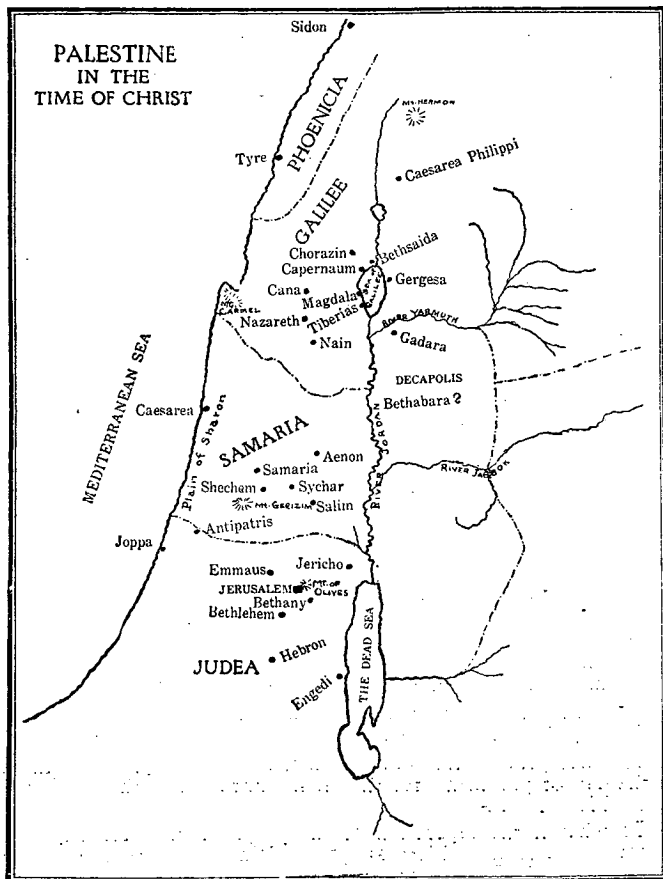 PALESTINE
IN THE
TIME OF CHRIST
Sidon
PHOENICIA
MT. HERMON
Tyre
Caesarea Philippi
GALILEE
Chorazin
Bethsaida
Capernaum
SEA OF
GALILEE
Gergesa
Cana
Magdala
MT.
CARMEL
Nazareth
Tiberias
RIVER YARMUTH
Gadara
Nain
MEDITERRANEAN SEA
DECAPOLIS
Caesarea
Bethabara ?
Plain of Sharon
SAMARIA
RIVER JORDAN
Aenon
Samaria
RIVER JABBOK
Shechem
Sychar
MT. GERIZIM
Salim
Antipatris
Joppa
Emmaus
Jericho
JERUSALEM
MT. OF
OLIVES
Bethany
Bethlehem
THE DEAD SEA
JUDEA
Hebron
Engedi